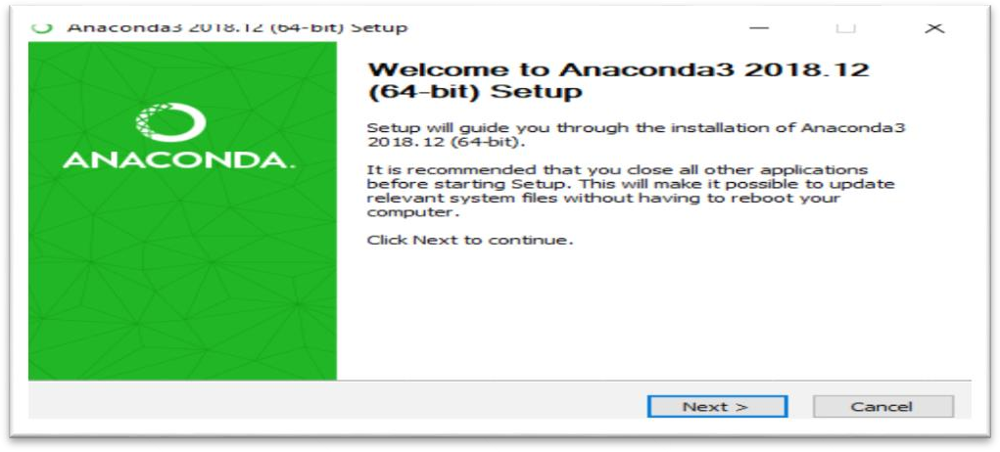 Anaconda3 2018.12 (64-bit) Setup
ANACONDA.
Welcome to Anaconda3 2018.12
(64-bit) Setup
Setup will guide you through the installation of Anaconda3
2018.12 (64-bit).
It is recommended that you close all other applications
before starting Setup. This will make it possible to update
relevant system files without having to reboot your
computer.
Click Next to continue.
Next >
Cancel